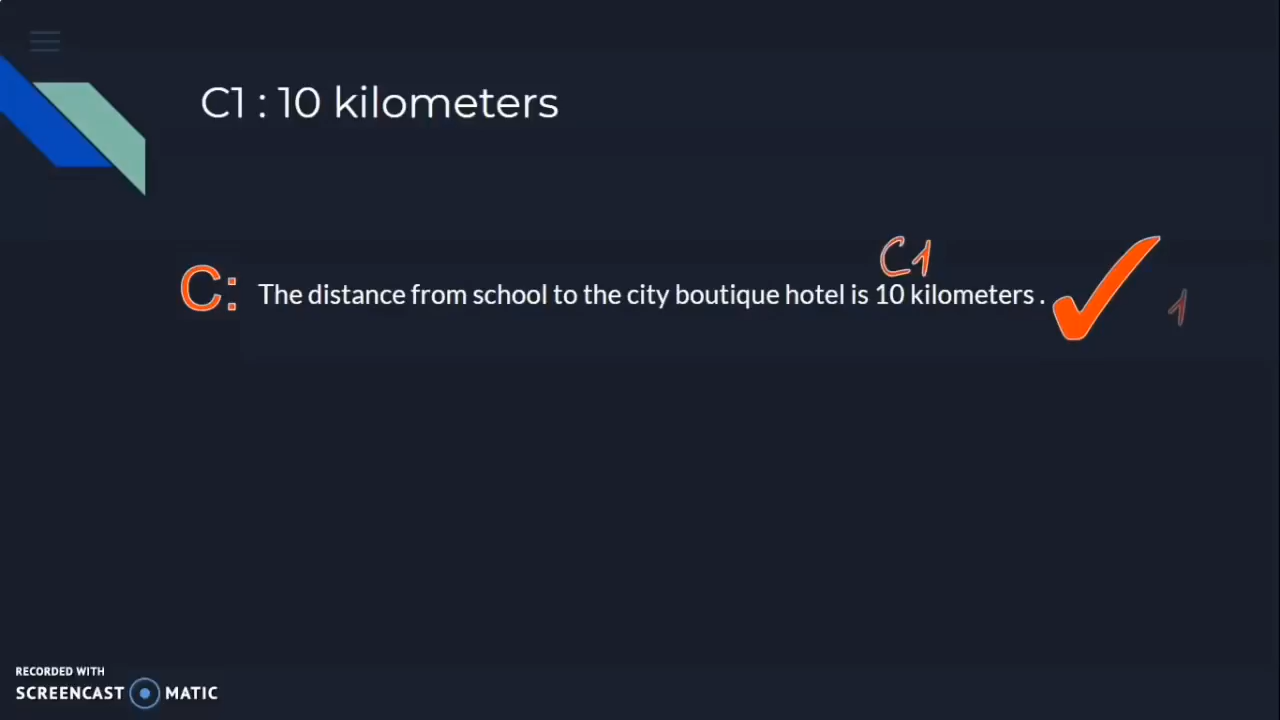 C1 : 10 kilometers
C1
C: The distance from school to the city boutique hotel is 10 kilometers .
1
RECORDED WITH
SCREENCAST MATIC